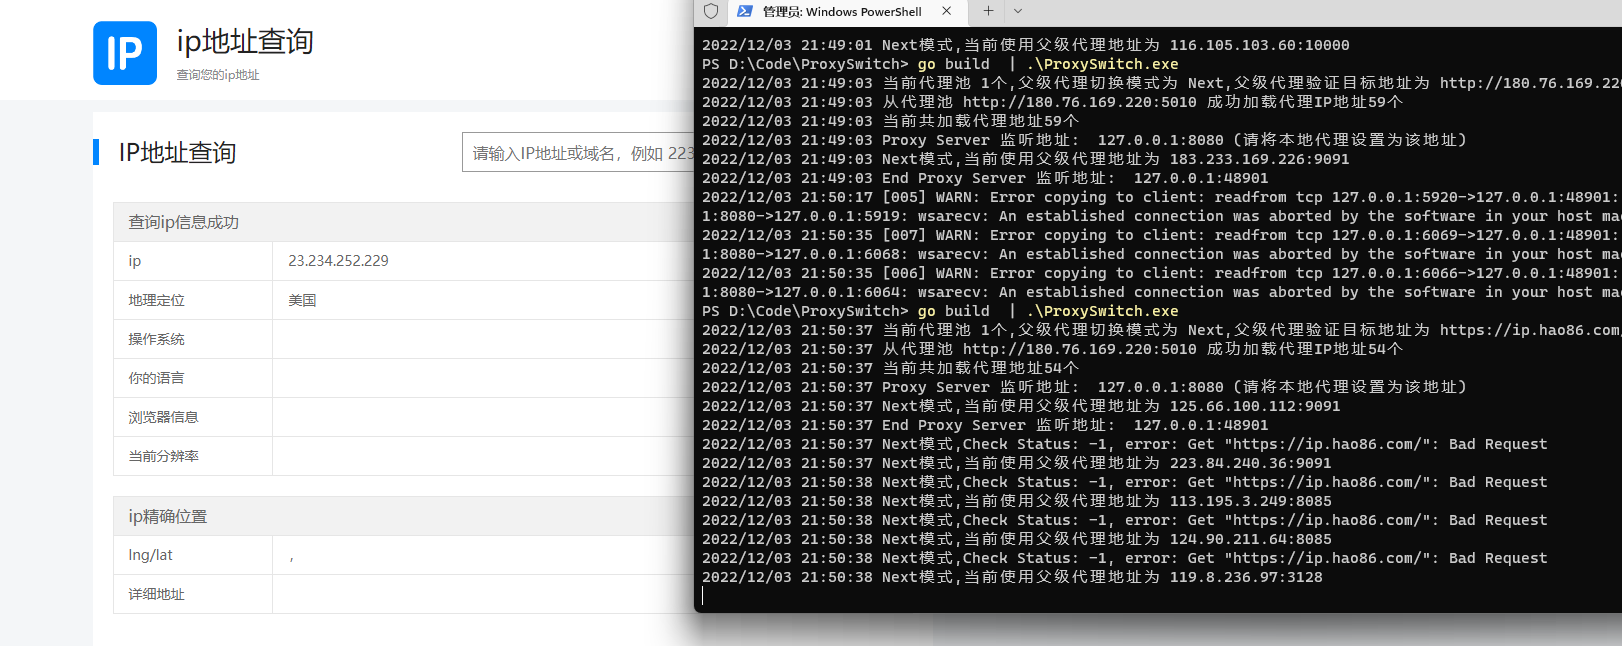 IP
ip地址查询
查询您的ip地址
IP地址查询
请输入IP地址或域名，例如 223
查询ip信息成功
ip 23.234.252.229
地理定位 美国
操作系统
你的语言
浏览器信息
当前分辨率
ip精确位置
lng/lat ,
详细地址
管理员: Windows PowerShell
2022/12/03 21:49:01 Next模式,当前使用父级代理地址为 116.105.103.60:10000
PS D:\Code\ProxySwitch> go build  | .\ProxySwitch.exe
2022/12/03 21:49:03 当前代理池 1个,父级代理切换模式为 Next,父级代理验证目标地址为 http://180.76.169.220
2022/12/03 21:49:03 从代理池 http://180.76.169.220:5010 成功加载代理IP地址59个
2022/12/03 21:49:03 当前共加载代理地址59个
2022/12/03 21:49:03 Proxy Server 监听地址:  127.0.0.1:8080 (请将本地代理设置为该地址)
2022/12/03 21:49:03 Next模式,当前使用父级代理地址为 183.233.169.226:9091
2022/12/03 21:49:03 End Proxy Server 监听地址:  127.0.0.1:48901
2022/12/03 21:50:17 [005] WARN: Error copying to client: readfrom tcp 127.0.0.1:5920->127.0.0.1:48901:
1:8080->127.0.0.1:5919: wsarecv: An established connection was aborted by the software in your host mac
2022/12/03 21:50:35 [007] WARN: Error copying to client: readfrom tcp 127.0.0.1:6069->127.0.0.1:48901:
1:8080->127.0.0.1:6068: wsarecv: An established connection was aborted by the software in your host mac
2022/12/03 21:50:35 [006] WARN: Error copying to client: readfrom tcp 127.0.0.1:6066->127.0.0.1:48901:
1:8080->127.0.0.1:6064: wsarecv: An established connection was aborted by the software in your host mac
PS D:\Code\ProxySwitch> go build  | .\ProxySwitch.exe
2022/12/03 21:50:37 当前代理池 1个,父级代理切换模式为 Next,父级代理验证目标地址为 https://ip.hao86.com/
2022/12/03 21:50:37 从代理池 http://180.76.169.220:5010 成功加载代理IP地址54个
2022/12/03 21:50:37 当前共加载代理地址54个
2022/12/03 21:50:37 Proxy Server 监听地址:  127.0.0.1:8080 (请将本地代理设置为该地址)
2022/12/03 21:50:37 Next模式,当前使用父级代理地址为 125.66.100.112:9091
2022/12/03 21:50:37 End Proxy Server 监听地址:  127.0.0.1:48901
2022/12/03 21:50:37 Next模式,Check Status: -1, error: Get "https://ip.hao86.com/": Bad Request
2022/12/03 21:50:37 Next模式,当前使用父级代理地址为 223.84.240.36:9091
2022/12/03 21:50:38 Next模式,Check Status: -1, error: Get "https://ip.hao86.com/": Bad Request
2022/12/03 21:50:38 Next模式,当前使用父级代理地址为 113.195.3.249:8085
2022/12/03 21:50:38 Next模式,Check Status: -1, error: Get "https://ip.hao86.com/": Bad Request
2022/12/03 21:50:38 Next模式,当前使用父级代理地址为 124.90.211.64:8085
2022/12/03 21:50:38 Next模式,Check Status: -1, error: Get "https://ip.hao86.com/": Bad Request
2022/12/03 21:50:38 Next模式,当前使用父级代理地址为 119.8.236.97:3128